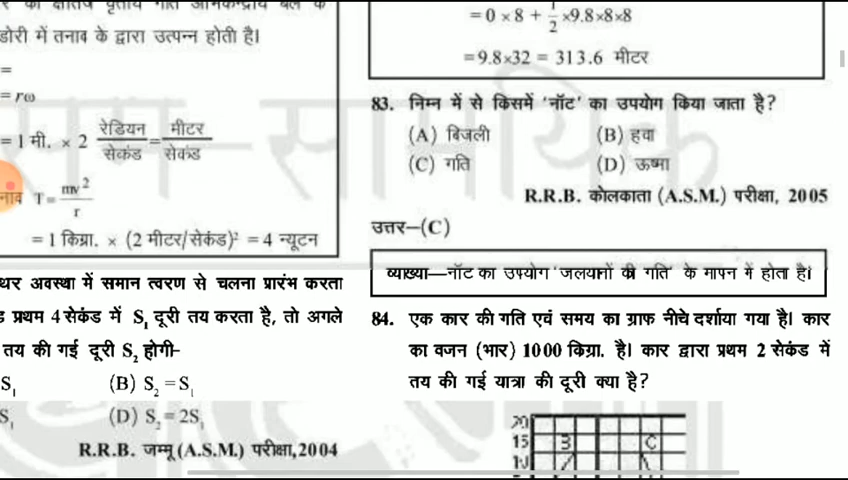 डोरी में तनाव के द्वारा उत्पन्न होती है।
=
= rω
= 1 मी. × 2 रेडियन/सेकंड = मीटर/सेकंड
T = mv²/r
= 1 किग्रा. × (2 मीटर/सेकंड)² = 4 न्यूटन
अवस्था में समान त्वरण से चलना प्रारंभ करता
प्रथम 4 सेकंड में S₁ दूरी तय करता है, तो अगले
तय की गई दूरी S₂ होगी-
S₁ (B) S₂ = S₁
S₁ (D) S₂ = 2S₁
R.R.B. जम्मू (A.S.M.) परीक्षा, 2004
= 0 × 8 + 1/2 ×9.8×8×8
= 9.8×32 = 313.6 मीटर
83. निम्न में से किसमें 'नॉट' का उपयोग किया जाता है?
(A) बिजली (B) हवा
(C) गति (D) ऊष्मा
R.R.B. कोलकाता (A.S.M.) परीक्षा, 2005
उत्तर—(C)
व्याख्या—नॉट का उपयोग 'जलयानों की गति' के मापन में होता है।
84. एक कार की गति एवं समय का ग्राफ नीचे दर्शाया गया है। कार
का वजन (भार) 1000 किग्रा. है। कार द्वारा प्रथम 2 सेकंड में
तय की गई यात्रा की दूरी क्या है?
20
15 B C
10